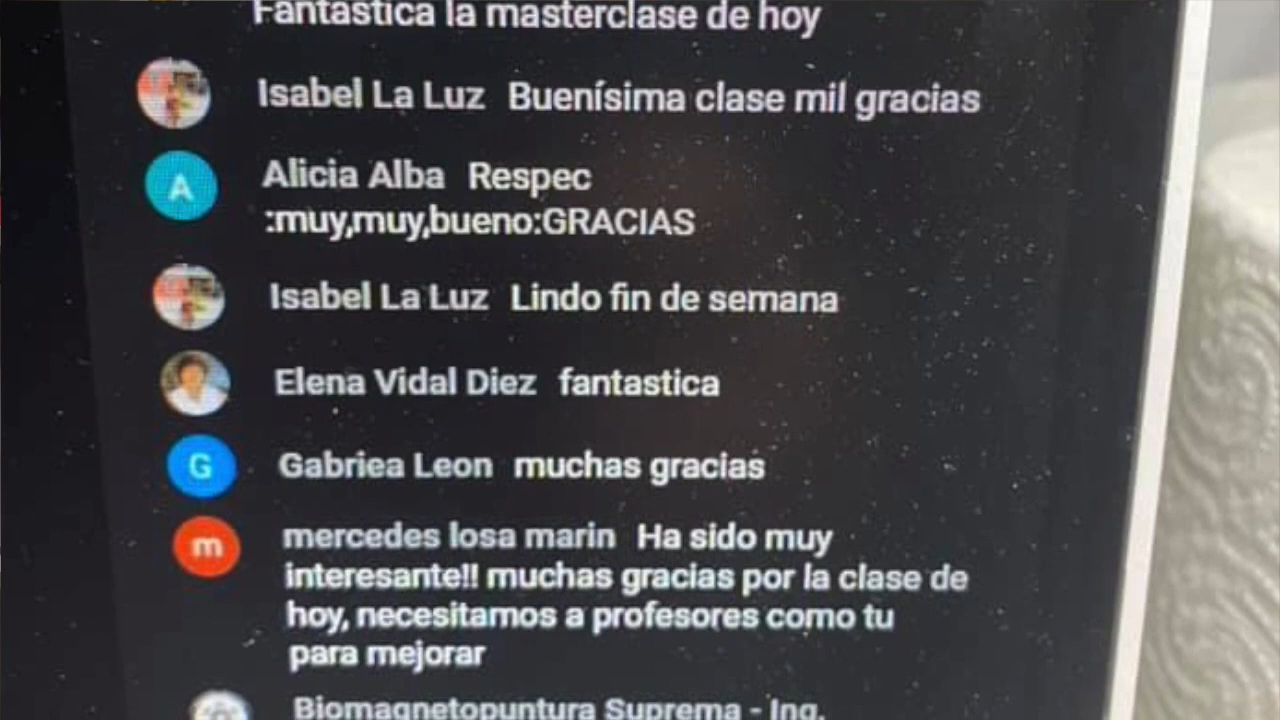 Fantastica la masterclase de hoy
Isabel La Luz Buenísima clase mil gracias
A Alicia Alba Respec
:muy,muy,bueno:GRACIAS
Isabel La Luz Lindo fin de semana
Elena Vidal Diez fantastica
G Gabriea Leon muchas gracias
m mercedes losa marin Ha sido muy
interesante!! muchas gracias por la clase de
hoy, necesitamos a profesores como tu
para mejorar
Biomagnetopuntura Suprema - Ing.